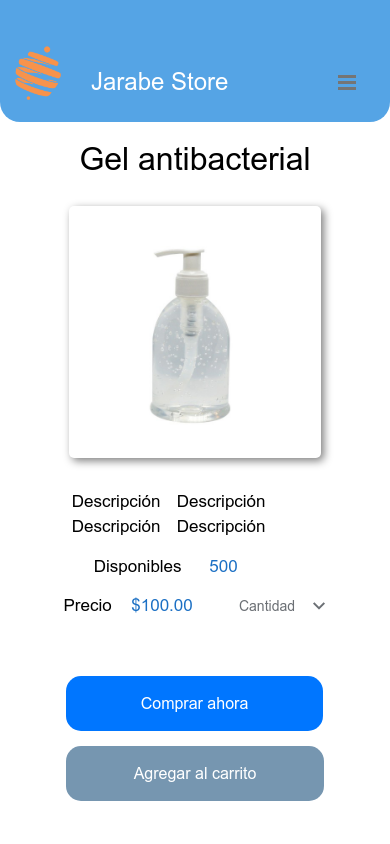 Jarabe Store
Gel antibacterial
Descripción Descripción
Descripción Descripción
Disponibles 500
Precio $100.00 Cantidad
Comprar ahora
Agregar al carrito